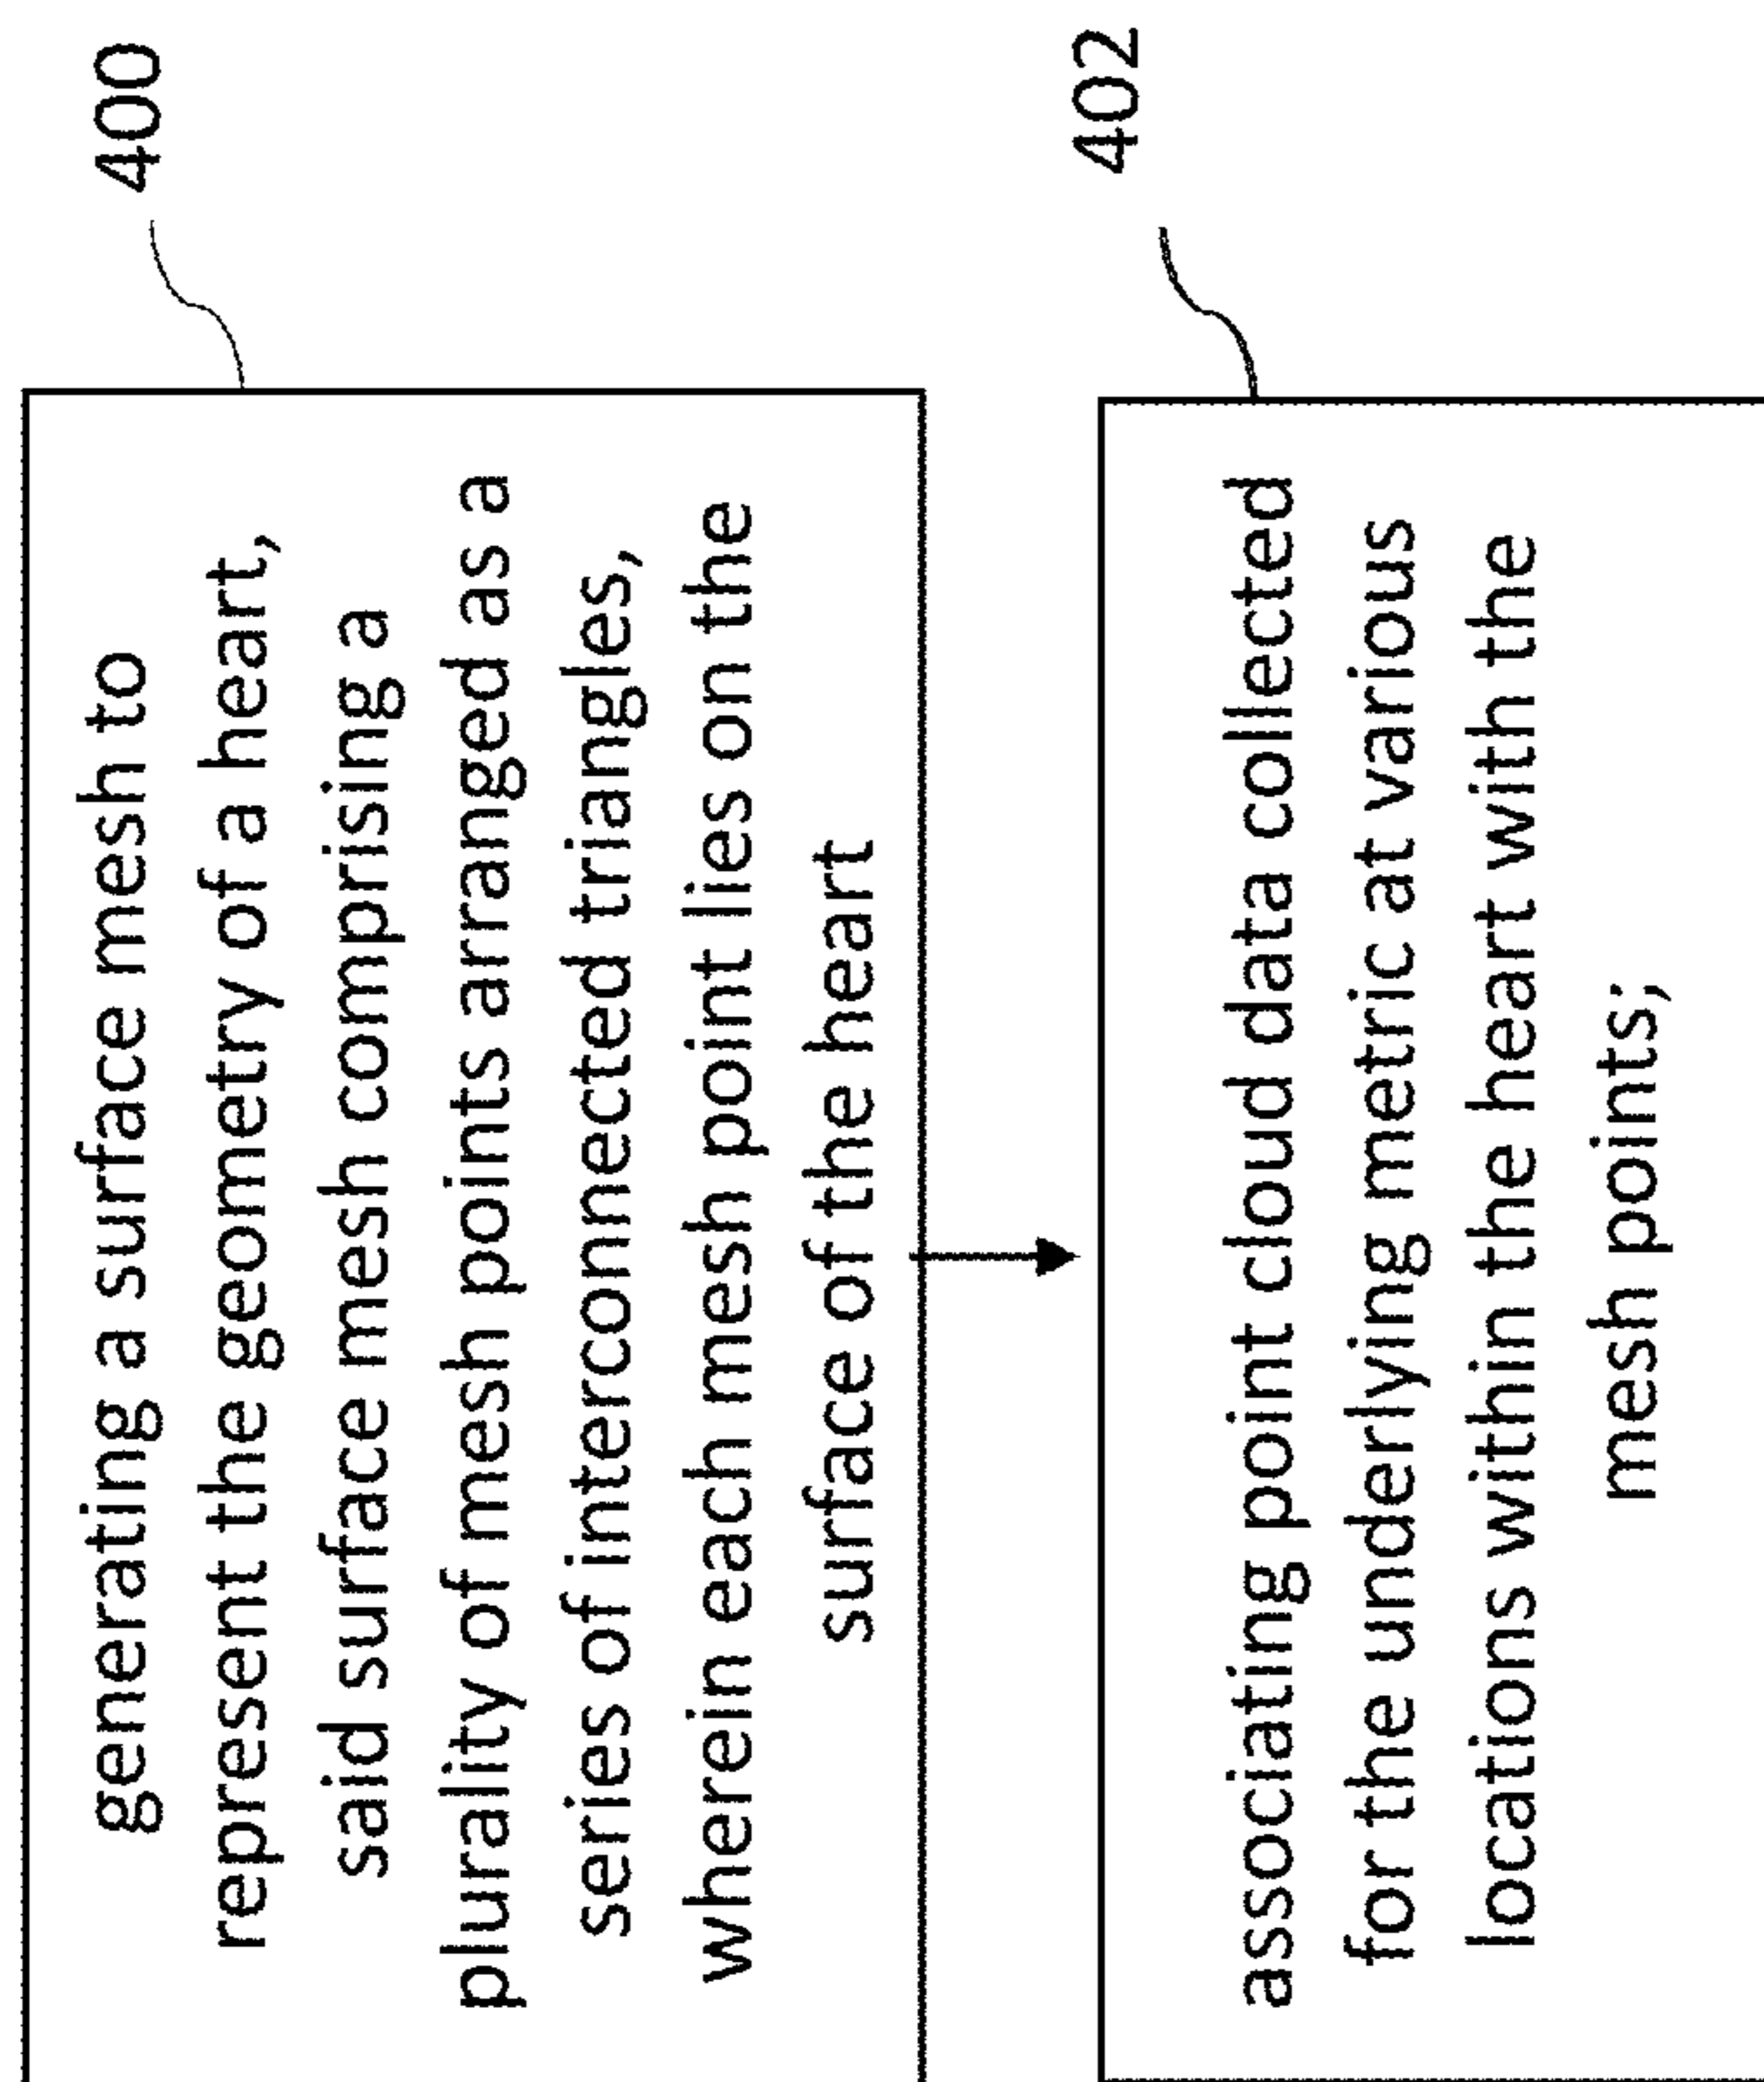 400
generating a surface mesh to
represent the geometry of a heart,
said surface mesh comprising a
plurality of mesh points arranged as a
series of interconnected triangles,
wherein each mesh point lies on the
surface of the heart
402
associating point cloud data collected
for the underlying metric at various
locations within the heart with the
mesh points;